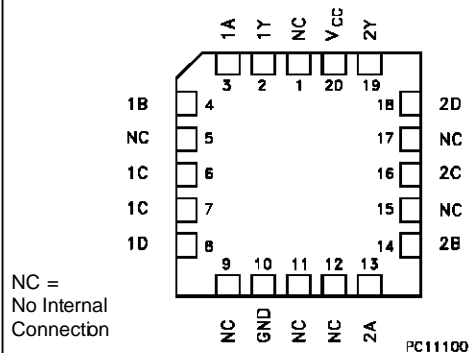 1A 1Y NC VCC 2Y
3 2 1 20 19
1B 4 18 2D
NC 5 17 NC
1C 6 16 2C
1C 7 15 NC
1D 8 14 2B
9 10 11 12 13
NC GND NC NC 2A
NC =
No Internal
Connection
PC11100